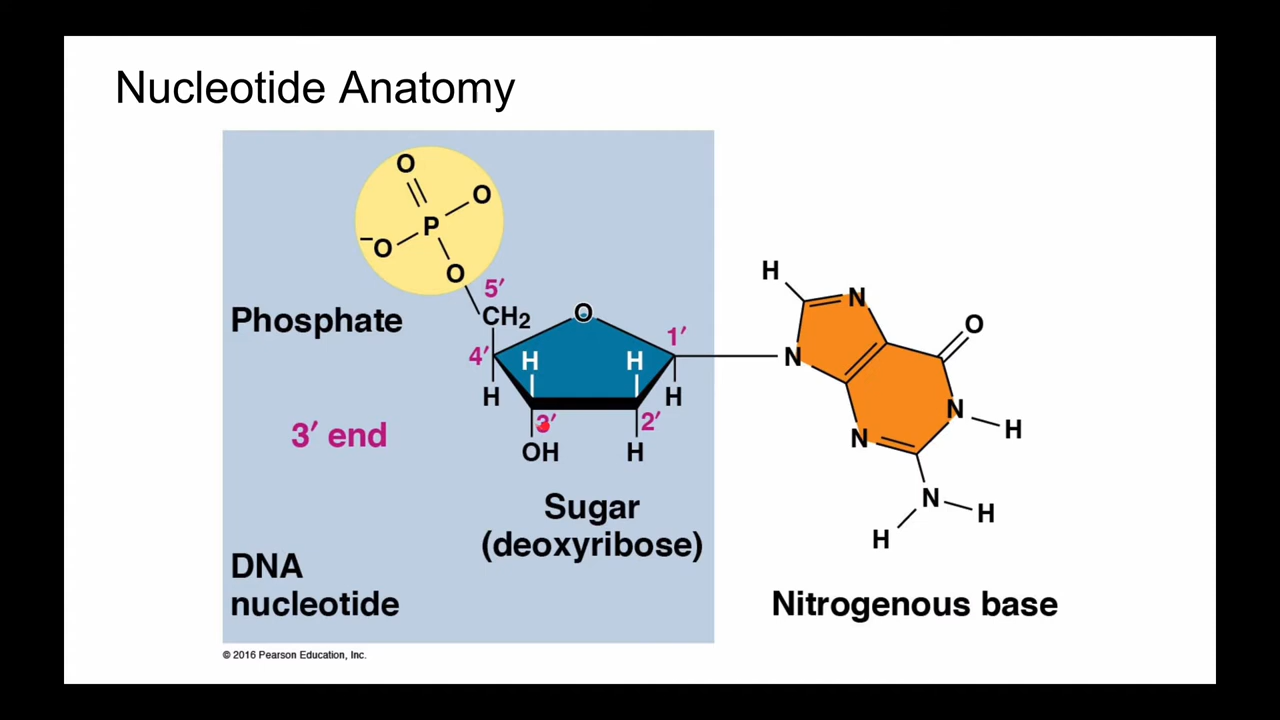 Nucleotide Anatomy
O
O
P
⁻O
O
5′
Phosphate
CH₂
O
4′
H
H
1′
H
H
3′
2′
3′ end
OH
H
Sugar
(deoxyribose)
DNA
nucleotide
H
N
N
O
N
H
N
N
H
H
Nitrogenous base
© 2016 Pearson Education, Inc.